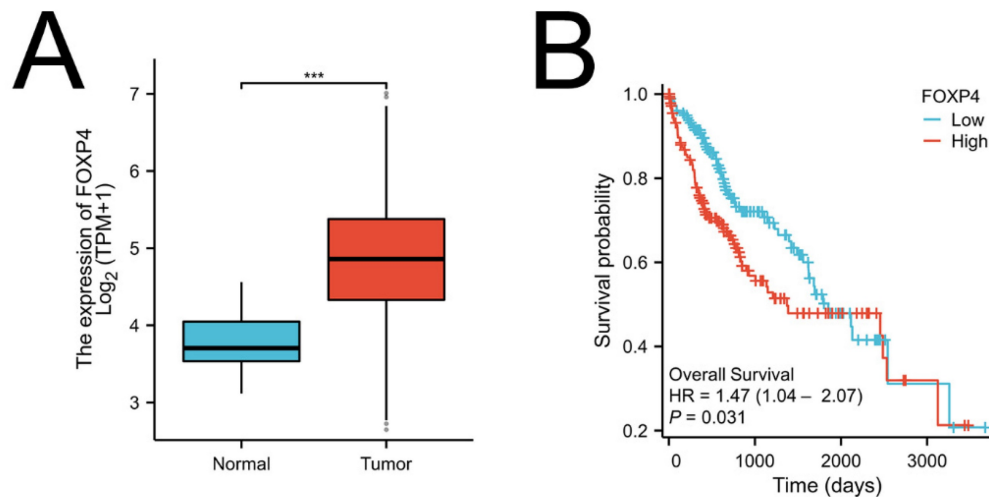 A
The expression of FOXP4
Log2 (TPM+1)
***
7
6
5
4
3
Normal
Tumor
B
Survival probability
1.0
0.8
0.6
0.4
0.2
FOXP4
Low
High
Overall Survival
HR = 1.47 (1.04 – 2.07)
P = 0.031
0
1000
2000
3000
Time (days)